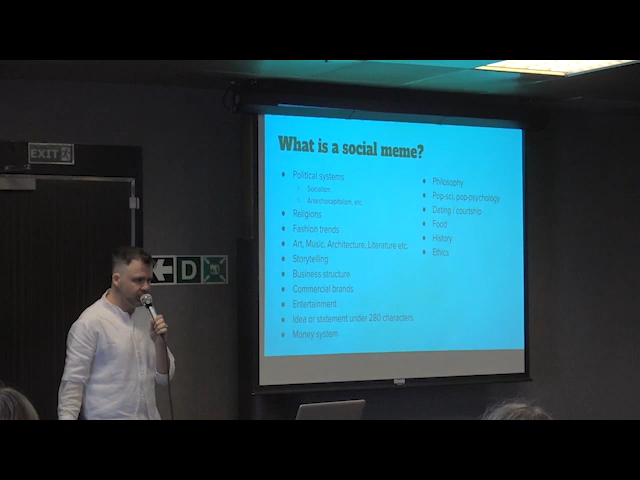 EXIT
D
What is a social meme?
Political systems
Socialism
Anarchocapitalism, etc.
Religions
Fashion trends
Art, Music, Architecture, Literature etc.
Storytelling
Business structure
Commercial brands
Entertainment
Idea or statement under 280 characters
Money system
Philosophy
Pop-sci, pop-psychology
Dating / courtship
Food
History
Ethics